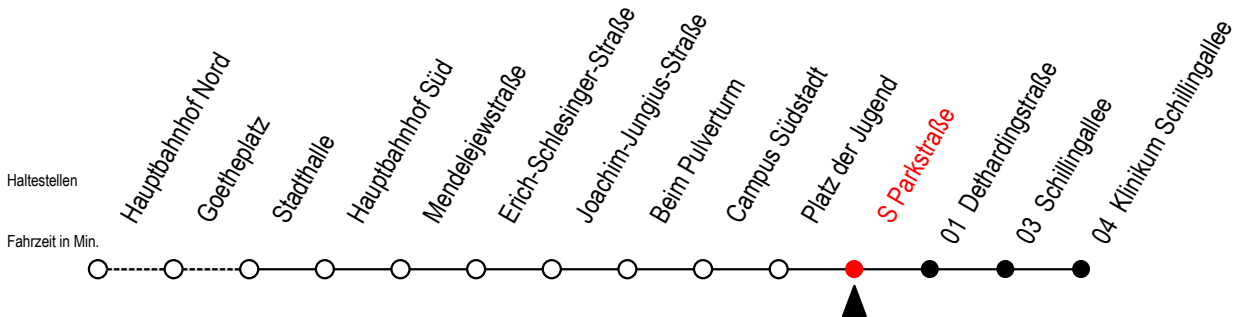 Haltestellen
Fahrzeit in Min.
Hauptbahnhof Nord
Goetheplatz
Stadthalle
Hauptbahnhof Süd
Mendelejewstraße
Erich-Schlesinger-Straße
Joachim-Jungius-Straße
Beim Pulverturm
Campus Südstadt
Platz der Jugend
S Parkstraße
01 Dethardingstraße
03 Schillingallee
04 Klinikum Schillingallee